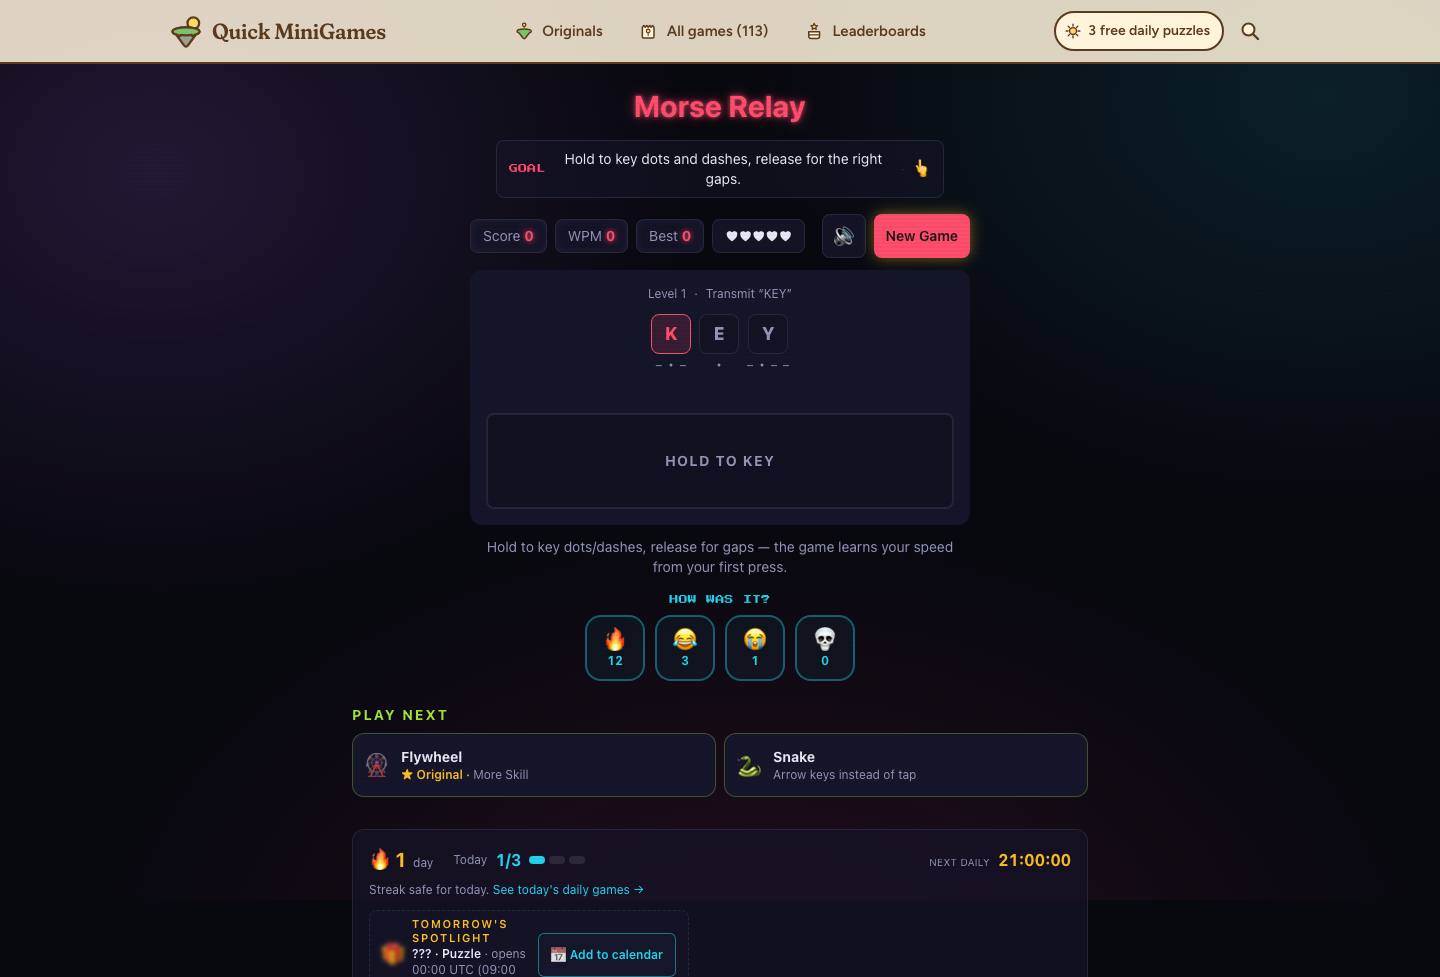 Quick MiniGames
Originals
All games (113)
Leaderboards
3 free daily puzzles
Morse Relay
GOAL
Hold to key dots and dashes, release for the right
gaps.
Score 0
WPM 0
Best 0
New Game
Level 1 · Transmit “KEY”
K E Y
– • – • – • – –
HOLD TO KEY
Hold to key dots/dashes, release for gaps — the game learns your speed
from your first press.
HOW WAS IT?
12
3
1
0
PLAY NEXT
Flywheel
Original · More Skill
Snake
Arrow keys instead of tap
1 day
Today 1/3
NEXT DAILY 21:00:00
Streak safe for today. See today's daily games →
TOMORROW'S
SPOTLIGHT
??? · Puzzle · opens
00:00 UTC (09:00
Add to calendar